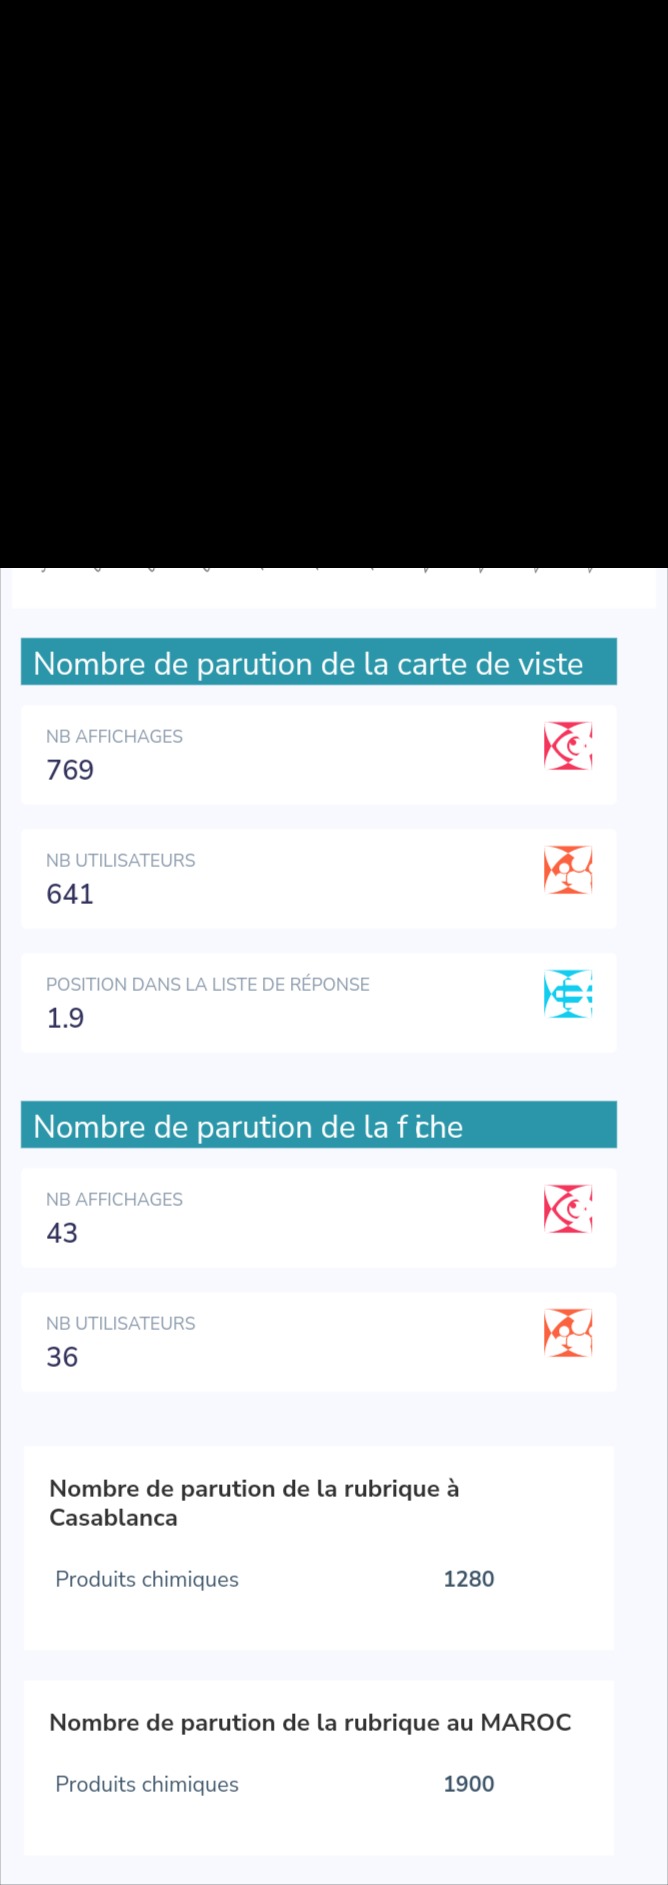 Nombre de parution de la carte de viste
NB AFFICHAGES
769
NB UTILISATEURS
641
POSITION DANS LA LISTE DE RÉPONSE
1.9
Nombre de parution de la fiche
NB AFFICHAGES
43
NB UTILISATEURS
36
Nombre de parution de la rubrique à
Casablanca
Produits chimiques 1280
Nombre de parution de la rubrique au MAROC
Produits chimiques 1900